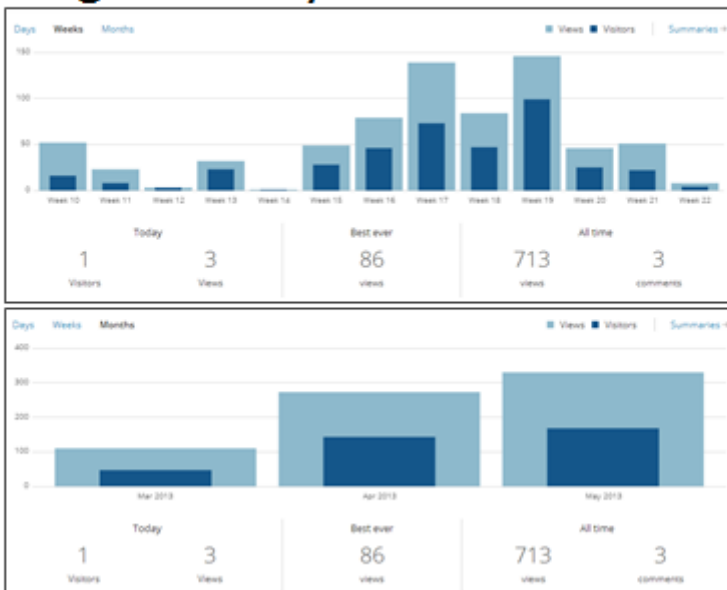 Days Weeks Months Views Visitors Summaries
150
100
50
0
Week 10 Week 11 Week 12 Week 13 Week 14 Week 15 Week 16 Week 17 Week 18 Week 19 Week 20 Week 21 Week 22
Today Best ever All time
1 3 86 713 3
Visitors Views views views comments
Days Weeks Months Views Visitors Summaries
400
300
200
100
0
Mar 2013 Apr 2013 May 2013
Today Best ever All time
1 3 86 713 3
Visitors Views views views comments